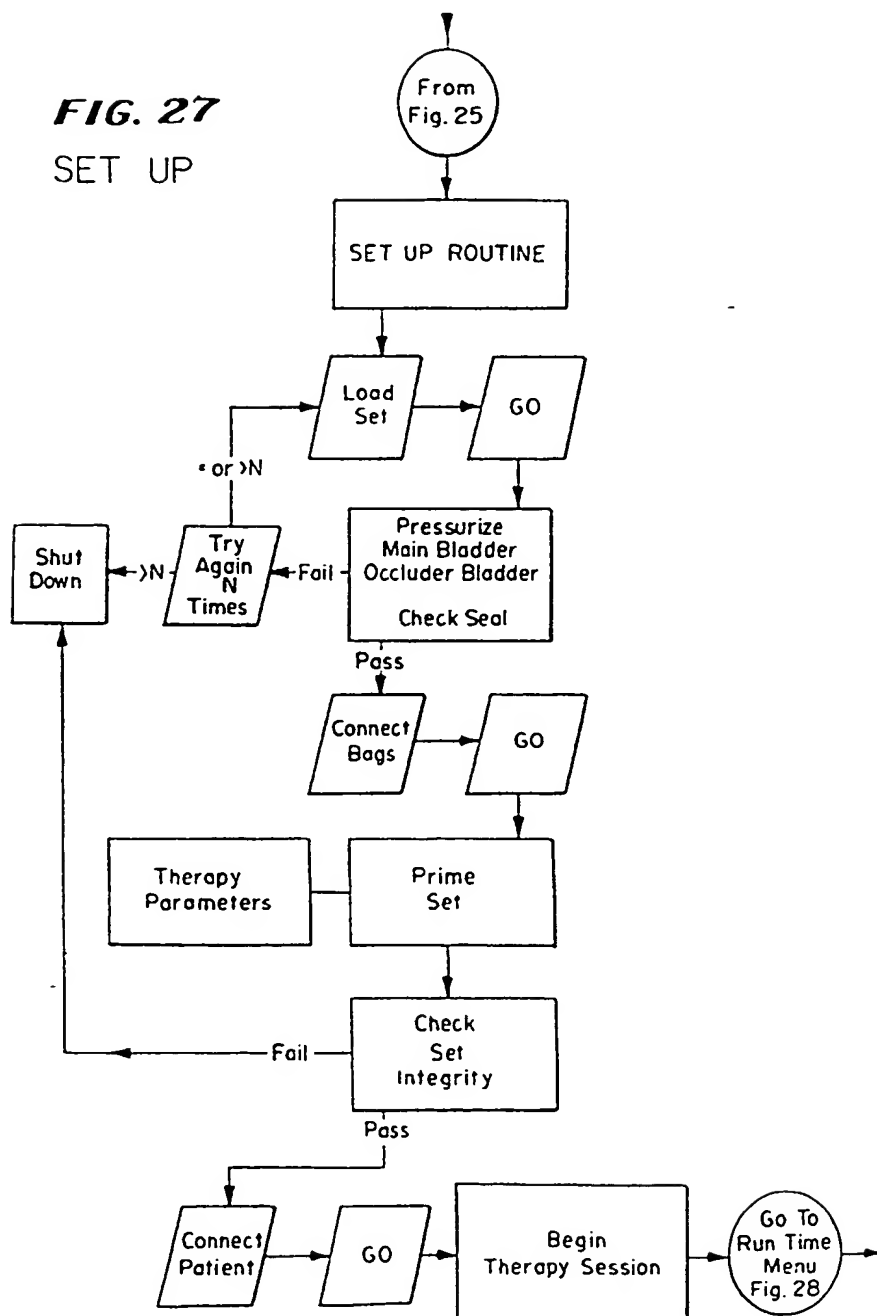 FIG. 27
SET UP
From
Fig. 25
SET UP ROUTINE
Load
Set
GO
or >N
Pressurize
Main Bladder
Occluder Bladder
Check Seal
Fail
Try
Again
N
Times
>N
Shut
Down
Pass
Connect
Bags
GO
Therapy
Parameters
Prime
Set
Check
Set
Integrity
Fail
Pass
Connect
Patient
GO
Begin
Therapy Session
Go To
Run Time
Menu
Fig. 28